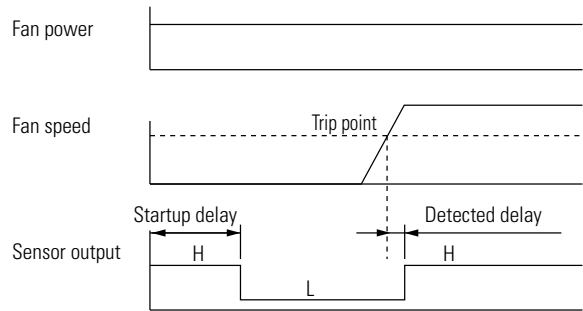 Fan power
Fan speed
Trip point
Startup delay
Detected delay
Sensor output
H
H
L